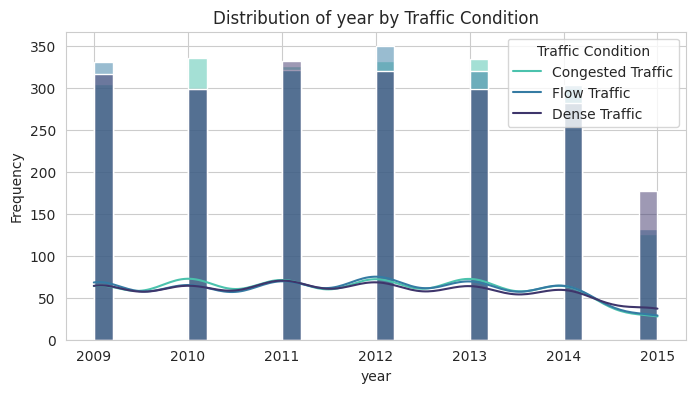 Distribution of year by Traffic Condition
350
300
250
200
150
100
50
0
Frequency
Traffic Condition
Congested Traffic
Flow Traffic
Dense Traffic
2009 2010 2011 2012 2013 2014 2015
year